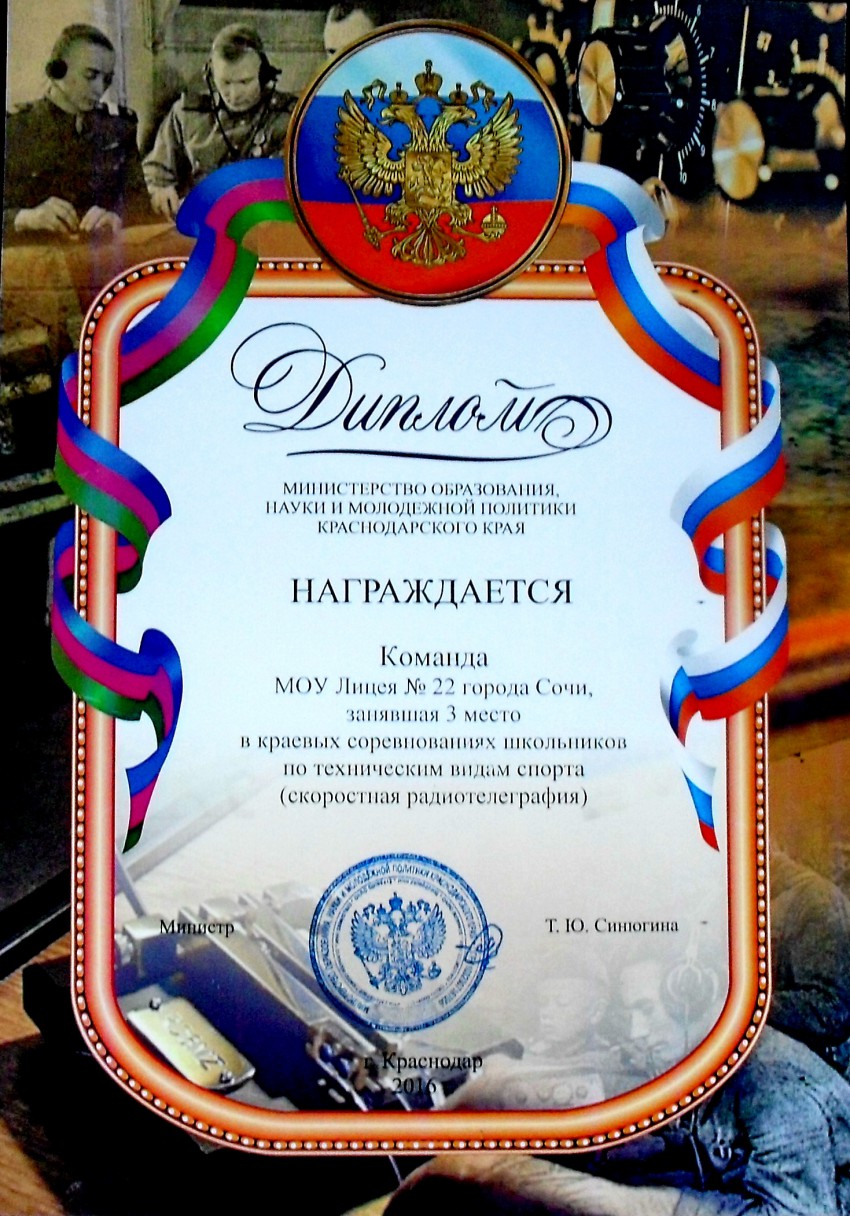 Диплом
МИНИСТЕРСТВО ОБРАЗОВАНИЯ,
НАУКИ И МОЛОДЕЖНОЙ ПОЛИТИКИ
КРАСНОДАРСКОГО КРАЯ
НАГРАЖДАЕТСЯ
Команда
МОУ Лицея № 22 города Сочи,
занявшая 3 место
в краевых соревнованиях школьников
по техническим видам спорта
(скоростная радиотелеграфия)
Министр
Т. Ю. Синюгина
г. Краснодар
2016